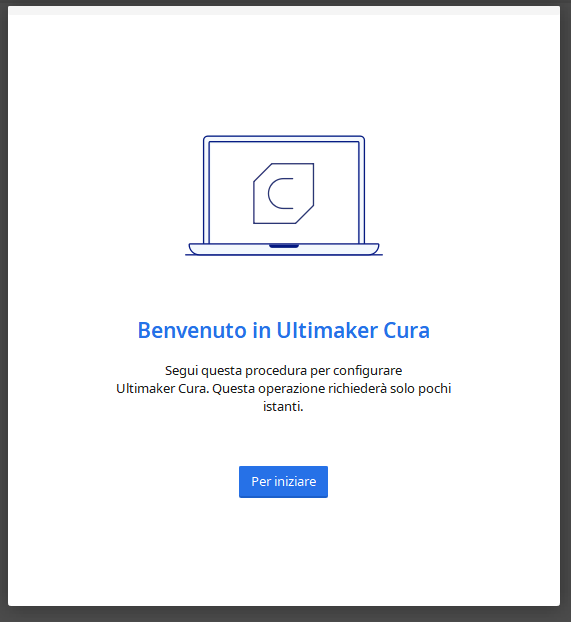 Benvenuto in Ultimaker Cura
Segui questa procedura per configurare
Ultimaker Cura. Questa operazione richiederà solo pochi
istanti.
Per iniziare